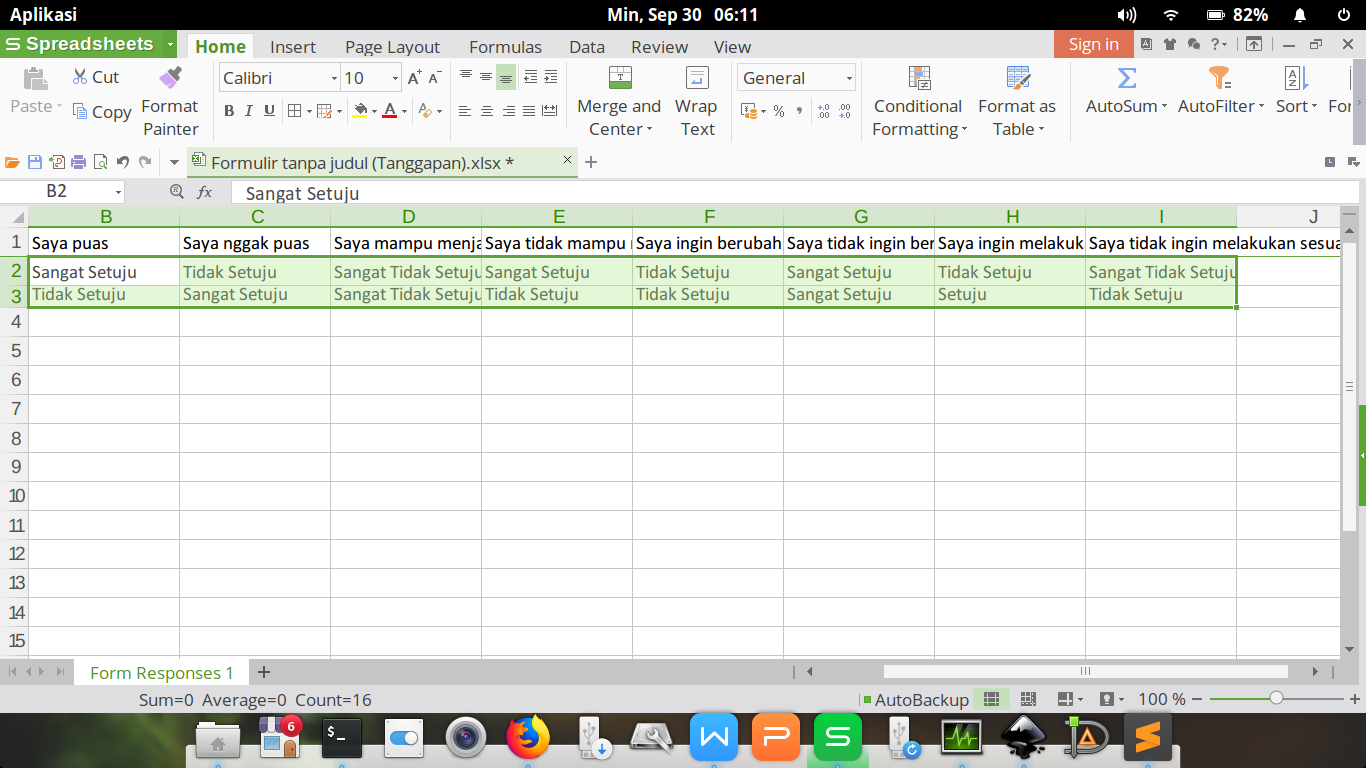 Aplikasi Min, Sep 30 06:11 82%
S Spreadsheets Home Insert Page Layout Formulas Data Review View Sign in ?
Paste Cut Copy Format Painter
Calibri 10 A+ A-
B I U A
Merge and Center Wrap Text
General
% , .0 .00
Conditional Formatting Format as Table
AutoSum AutoFilter Sort For
Formulir tanpa judul (Tanggapan).xlsx * × +
B2 fx Sangat Setuju
B C D E F G H I J
1 Saya puas Saya nggak puas Saya mampu menja Saya tidak mampu Saya ingin berubah Saya tidak ingin ber Saya ingin melakuk Saya tidak ingin melakukan sesua
2 Sangat Setuju Tidak Setuju Sangat Tidak Setuju Sangat Setuju Tidak Setuju Sangat Setuju Tidak Setuju Sangat Tidak Setuju
3 Tidak Setuju Sangat Setuju Sangat Tidak Setuju Tidak Setuju Tidak Setuju Sangat Setuju Setuju Tidak Setuju
4
5
6
7
8
9
10
11
12
13
14
15
Form Responses 1 +
Sum=0 Average=0 Count=16 AutoBackup 100 % − +
6 $_ W P S S